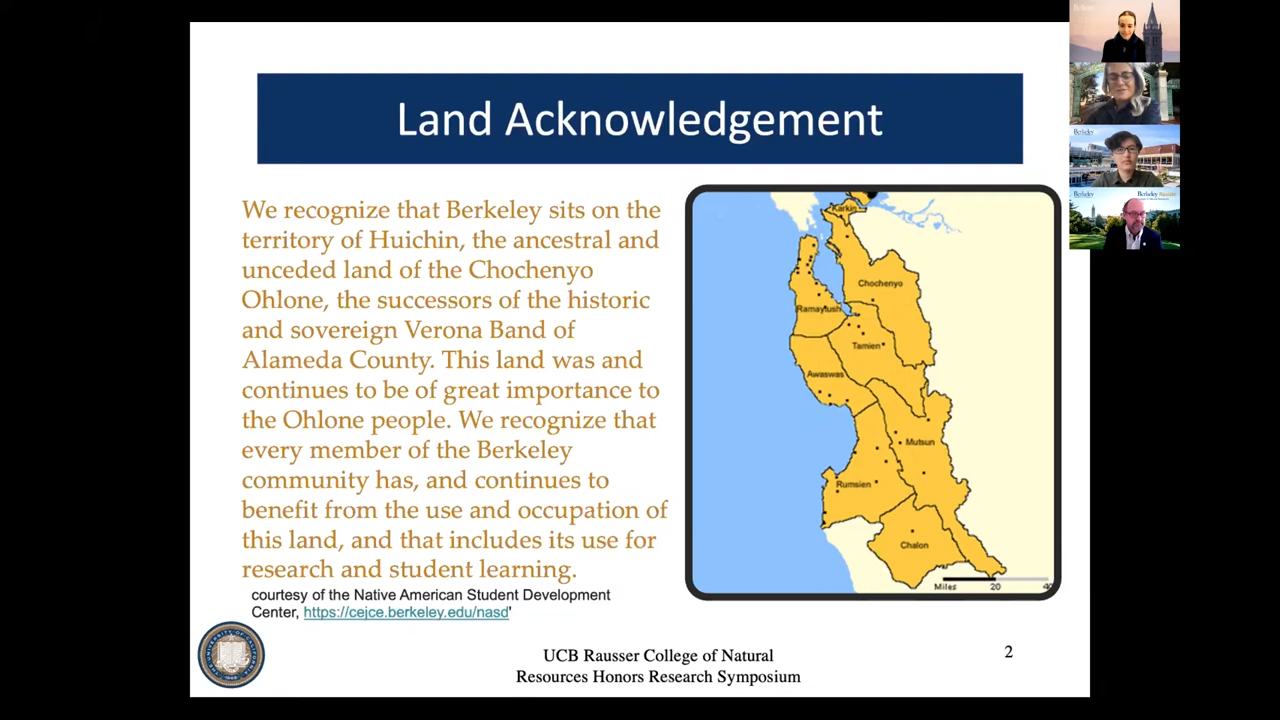 Land Acknowledgement
We recognize that Berkeley sits on the
territory of Huichin, the ancestral and
unceded land of the Chochenyo
Ohlone, the successors of the historic
and sovereign Verona Band of
Alameda County. This land was and
continues to be of great importance to
the Ohlone people. We recognize that
every member of the Berkeley
community has, and continues to
benefit from the use and occupation of
this land, and that includes its use for
research and student learning.
courtesy of the Native American Student Development
Center, https://cejce.berkeley.edu/nasd'
Karkin
Chochenyo
Ramaytush
Tamien
Awaswas
Mutsun
Rumsien
Chalon
Miles 20 40
UCB Rausser College of Natural
Resources Honors Research Symposium
2
Berkeley
Berkeley
Berkeley